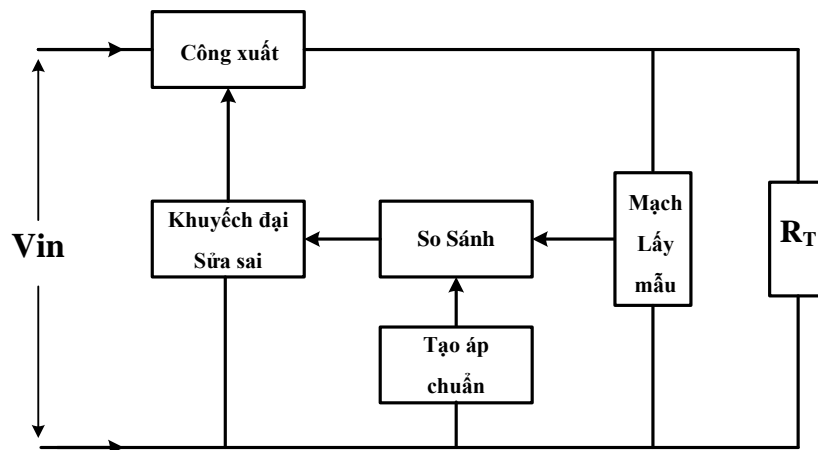 Công xuất
Khuyếch đại
Sửa sai
So Sánh
Mạch
Lấy
mẫu
Vin
RT
Tạo áp
chuẩn